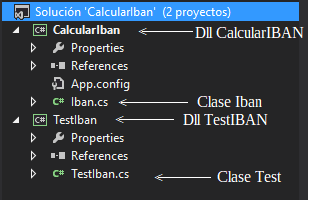 Solución 'CalcularIban' (2 proyectos)
C# CalcularIban Dll CalcularIBAN
Properties
References
App.config
C# Iban.cs Clase Iban
C# TestIban Dll TestIBAN
Properties
References
C# TestIban.cs Clase Test